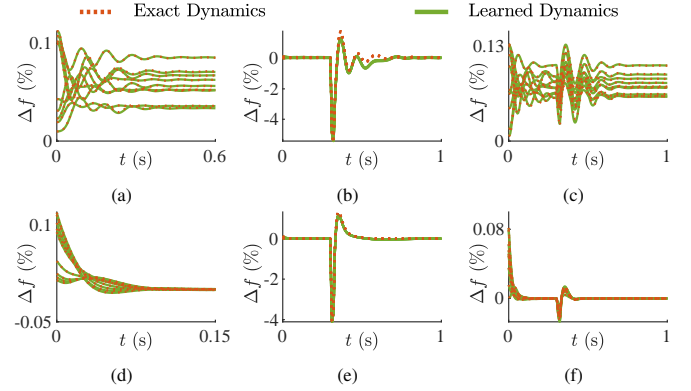 Exact Dynamics Learned Dynamics
0.1 0 Δf (%) 0 0.6 t (s)
0 -2 -4 Δf (%) 0 1 t (s)
0.13 0 Δf (%) 0 1 t (s)
(a) (b) (c)
0.1 -0.05 Δf (%) 0 0.15 t (s)
0 -2 -4 Δf (%) 0 1 t (s)
0.08 0 Δf (%) 0 1 t (s)
(d) (e) (f)